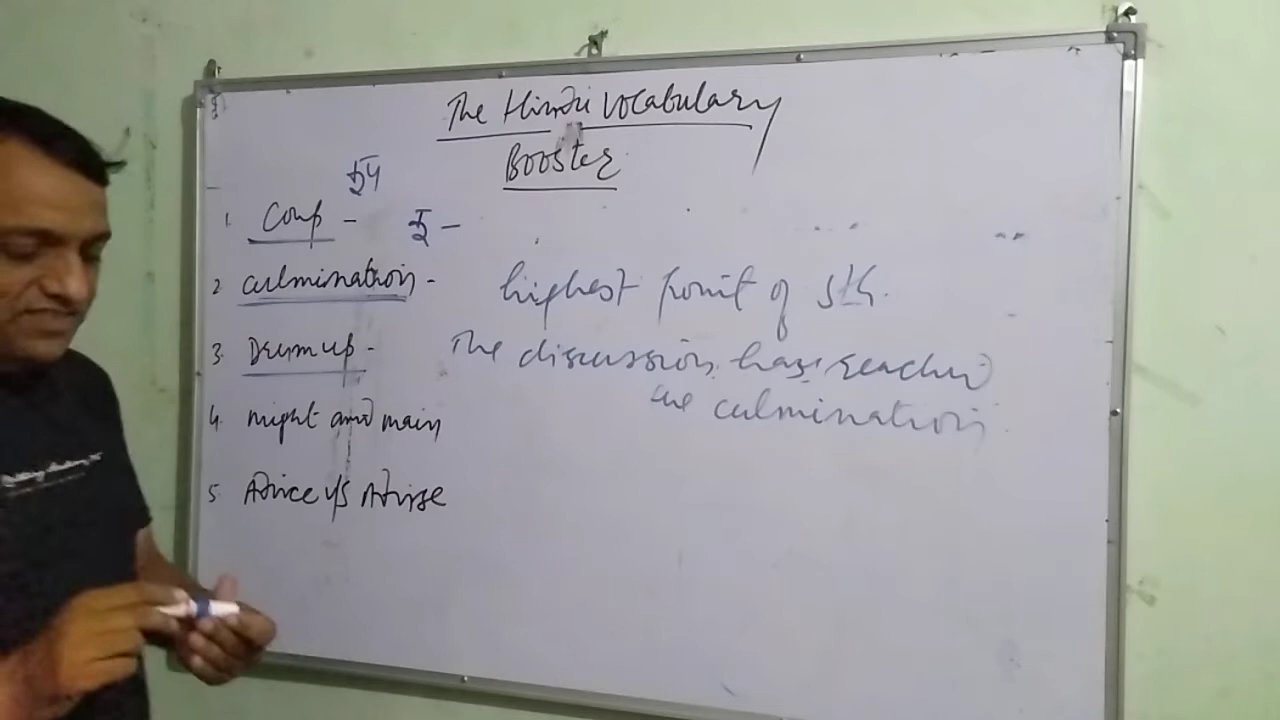 The Hindu Vocabulary
Booster
कूप
1. Coup - कू -
2 culmination - highest point of sth.
3. Drum up - The discussion has reached
the culmination
4. might and main
5. Advice v/s Advise